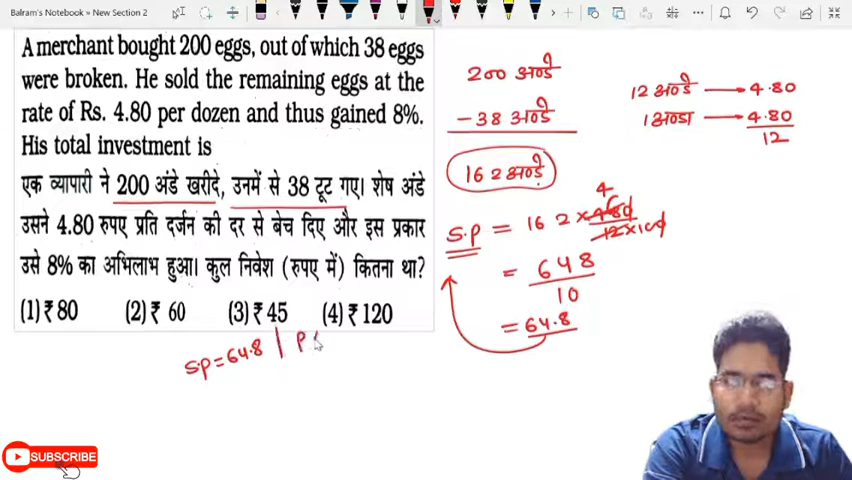 Balram's Notebook » New Section 2
A merchant bought 200 eggs, out of which 38 eggs
were broken. He sold the remaining eggs at the
rate of Rs. 4.80 per dozen and thus gained 8%.
His total investment is
एक व्यापारी ने 200 अंडे खरीदे, उनमें से 38 टूट गए। शेष अंडे
उसने 4.80 रुपए प्रति दर्जन की दर से बेच दिए और इस प्रकार
उसे 8% का अभिलाभ हुआ। कुल निवेश (रुपए में) कितना था?
(1) ₹ 80 (2) ₹ 60 (3) ₹ 45 (4) ₹ 120
S.P = 64.8 | P
200 अण्डे
- 38 अण्डे
162 अण्डे
12 अण्डे → 4.80
1 अण्डा → 4.80
12
4
S.P = 162 × 480
12 × 100
= 648
10
= 64.8
SUBSCRIBE